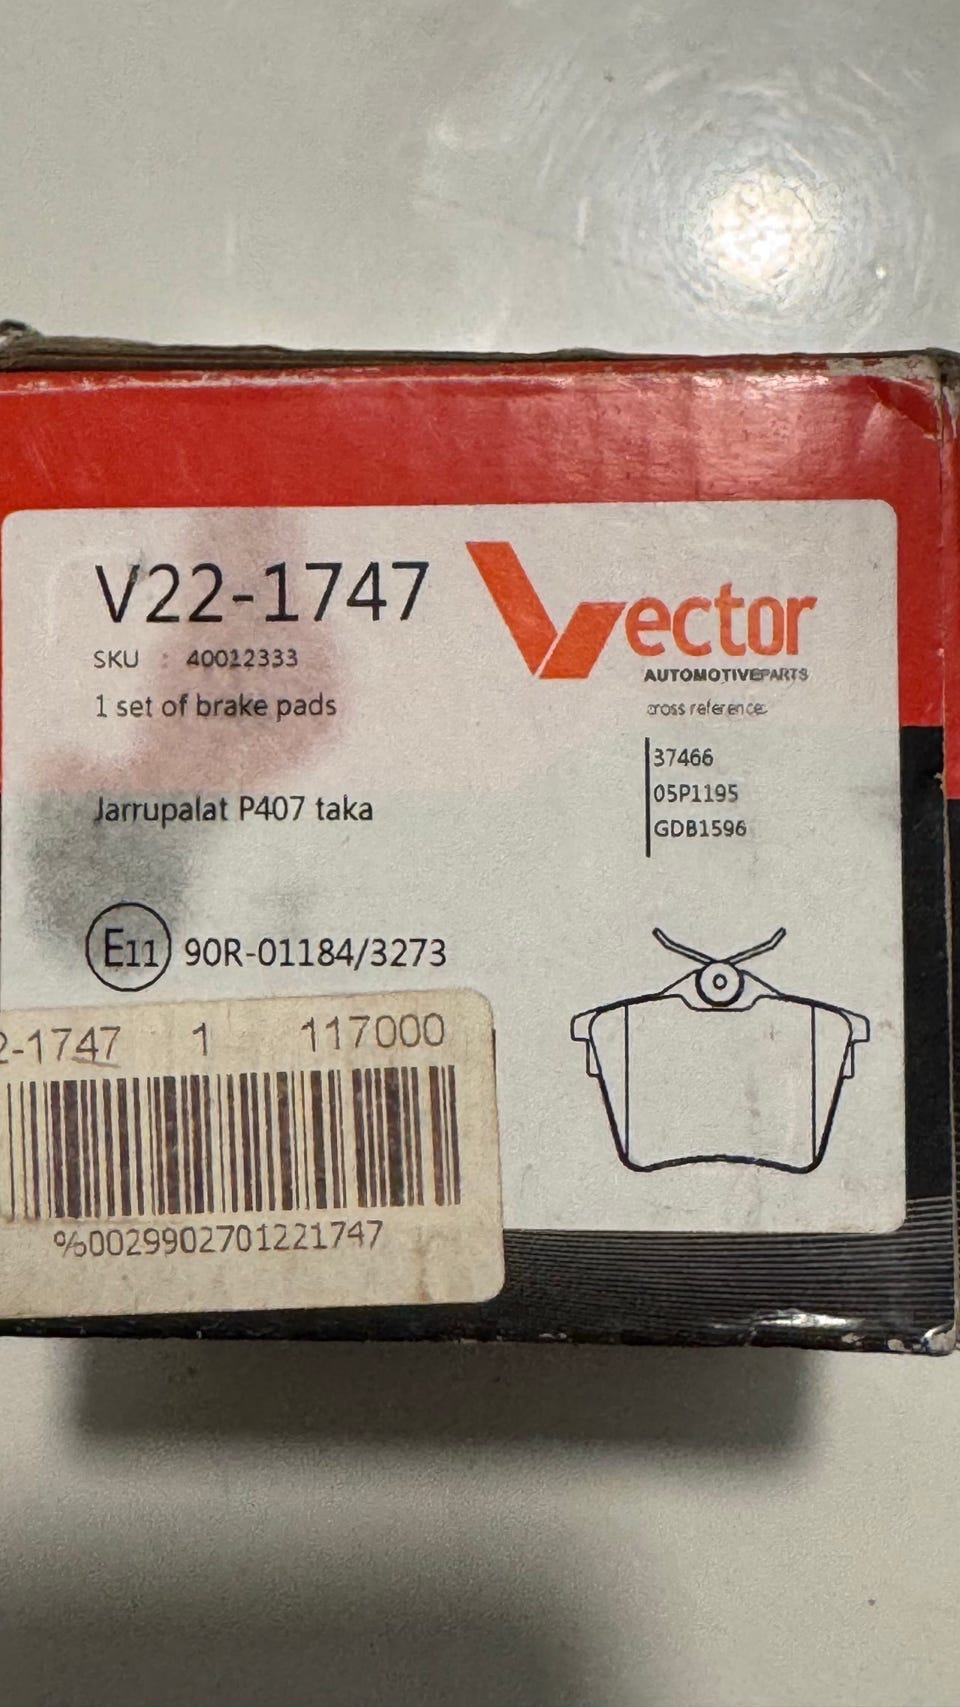 V22-1747
SKU : 40012333
1 set of brake pads
Vector
AUTOMOTIVEPARTS
cross reference:
37466
05P1195
GDB1596
Jarrupalat P407 taka
E11 90R-01184/3273
2-1747 1 117000
%0029902701221747